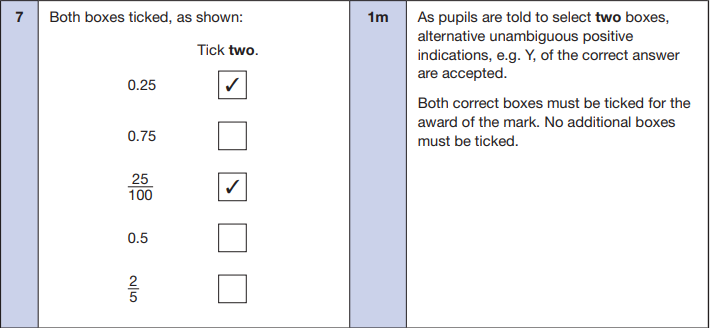 7 Both boxes ticked, as shown:
Tick two.
0.25 ✓
0.75
25/100 ✓
0.5
2/5
1m As pupils are told to select two boxes,
alternative unambiguous positive
indications, e.g. Y, of the correct answer
are accepted.
Both correct boxes must be ticked for the
award of the mark. No additional boxes
must be ticked.